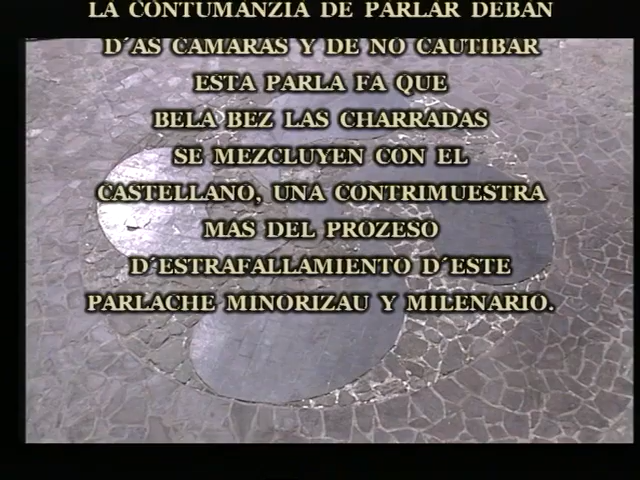 LA CONTUMÁNZIA DE PARLAR DEBAN
D´AS CAMARAS Y DE NO CAUTIBAR
ESTA PARLA FA QUE
BELA BEZ LAS CHARRADAS
SE MEZCLUYEN CON EL
CASTELLANO, UNA CONTRIMUESTRA
MAS DEL PROZESO
D´ESTRAFALLAMIENTO D´ESTE
PARLACHE MINORIZAU Y MILENARIO.